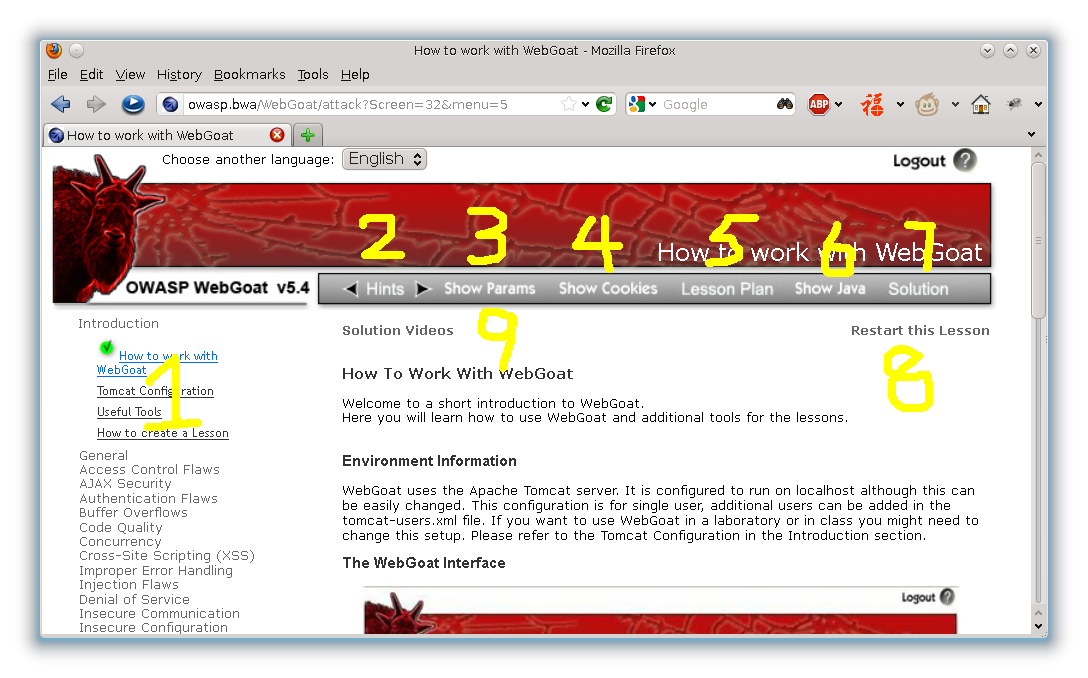 How to work with WebGoat - Mozilla Firefox
File Edit View History Bookmarks Tools Help
owasp.bwa/WebGoat/attack?Screen=32&menu=5 Google ABP 福
How to work with WebGoat
Choose another language: English Logout ?
2 3 4 5 6 7
How to work with WebGoat
OWASP WebGoat v5.4 Hints Show Params Show Cookies Lesson Plan Show Java Solution
Introduction
Solution Videos 9 Restart this Lesson 8
How to work with
WebGoat
1
Tomcat Configuration
Useful Tools
How to create a Lesson
General
Access Control Flaws
AJAX Security
Authentication Flaws
Buffer Overflows
Code Quality
Concurrency
Cross-Site Scripting (XSS)
Improper Error Handling
Injection Flaws
Denial of Service
Insecure Communication
Insecure Configuration
How To Work With WebGoat
Welcome to a short introduction to WebGoat.
Here you will learn how to use WebGoat and additional tools for the lessons.
Environment Information
WebGoat uses the Apache Tomcat server. It is configured to run on localhost although this can
be easily changed. This configuration is for single user, additional users can be added in the
tomcat-users.xml file. If you want to use WebGoat in a laboratory or in class you might need to
change this setup. Please refer to the Tomcat Configuration in the Introduction section.
The WebGoat Interface
Logout ?